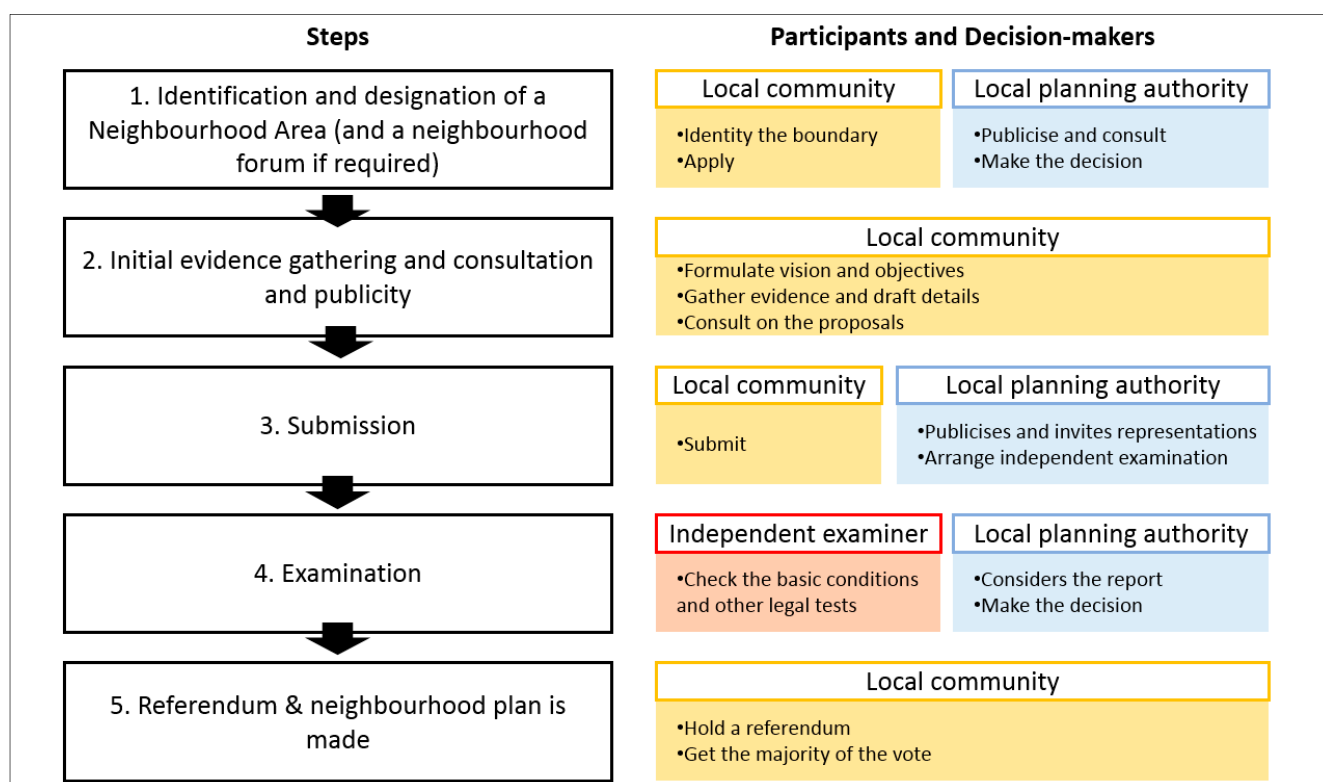 Steps
Participants and Decision-makers
1. Identification and designation of a
Neighbourhood Area (and a neighbourhood
forum if required)
Local community
•Identity the boundary
•Apply
Local planning authority
•Publicise and consult
•Make the decision
2. Initial evidence gathering and consultation
and publicity
Local community
•Formulate vision and objectives
•Gather evidence and draft details
•Consult on the proposals
3. Submission
Local community
•Submit
Local planning authority
•Publicises and invites representations
•Arrange independent examination
4. Examination
Independent examiner
•Check the basic conditions
and other legal tests
Local planning authority
•Considers the report
•Make the decision
5. Referendum & neighbourhood plan is
made
Local community
•Hold a referendum
•Get the majority of the vote